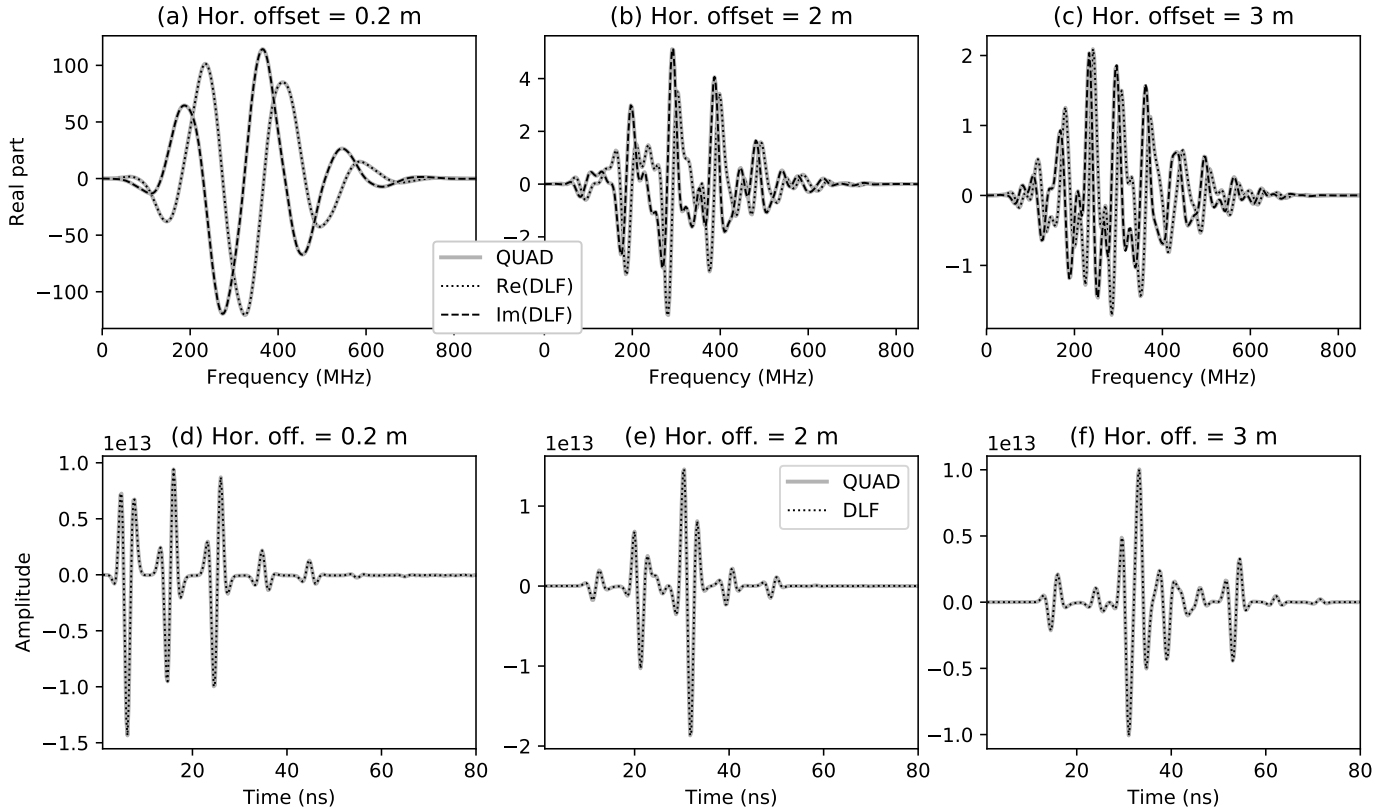 (a) Hor. offset = 0.2 m
(b) Hor. offset = 2 m
(c) Hor. offset = 3 m
Real part
100
50
0
−50
−100
4
2
0
−2
2
1
0
−1
QUAD
Re(DLF)
Im(DLF)
0 200 400 600 800
0 200 400 600 800
0 200 400 600 800
Frequency (MHz)
Frequency (MHz)
Frequency (MHz)
(d) Hor. off. = 0.2 m
(e) Hor. off. = 2 m
(f) Hor. off. = 3 m
1e13
1e13
1e13
Amplitude
1.0
0.5
0.0
−0.5
−1.0
−1.5
1
0
−1
−2
QUAD
DLF
1.0
0.5
0.0
−0.5
−1.0
20 40 60 80
20 40 60 80
20 40 60 80
Time (ns)
Time (ns)
Time (ns)